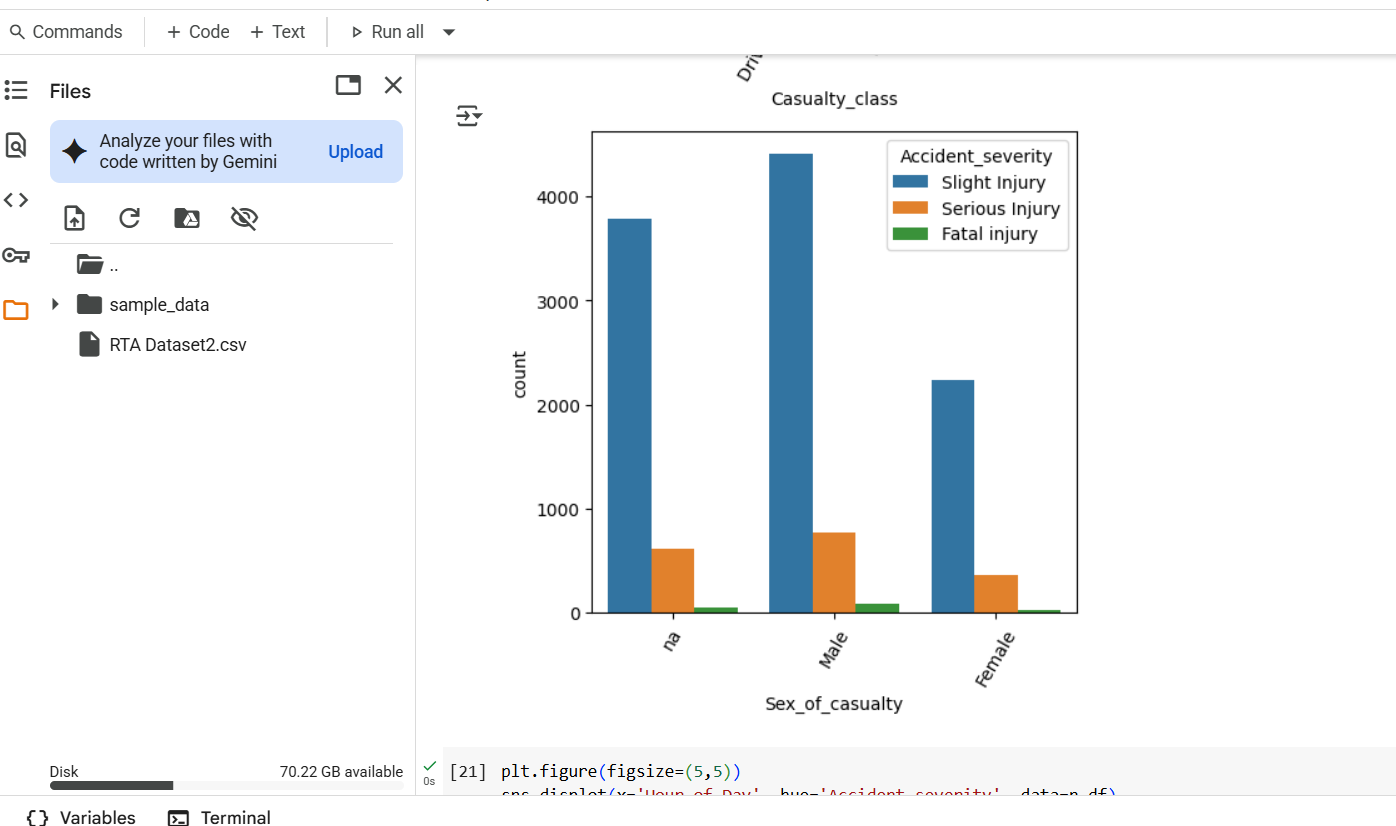 Commands
+ Code + Text
Run all
Files
Analyze your files with
code written by Gemini
Upload
..
sample_data
RTA Dataset2.csv
Disk
70.22 GB available
Casualty_class
Accident_severity
Slight Injury
Serious Injury
Fatal injury
4000
3000
2000
1000
0
count
na
Male
Female
Sex_of_casualty
0s
[21] plt.figure(figsize=(5,5))
sns.displot(x='Hour_of_Day', hue='Accident_severity', data=n_df)
{} Variables
Terminal